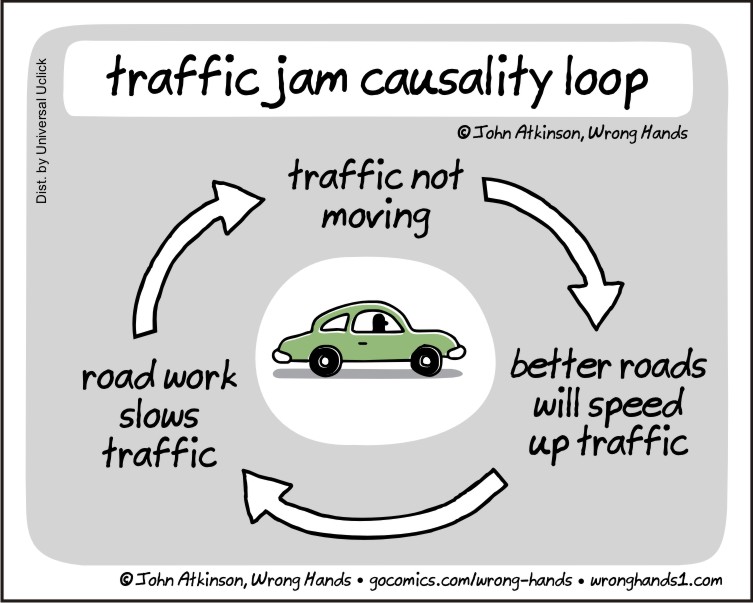 traffic jam causality loop
Dist. by Universal Uclick
© John Atkinson, Wrong Hands
traffic not
moving
better roads
will speed
up traffic
road work
slows
traffic
© John Atkinson, Wrong Hands • gocomics.com/wrong-hands • wronghands1.com